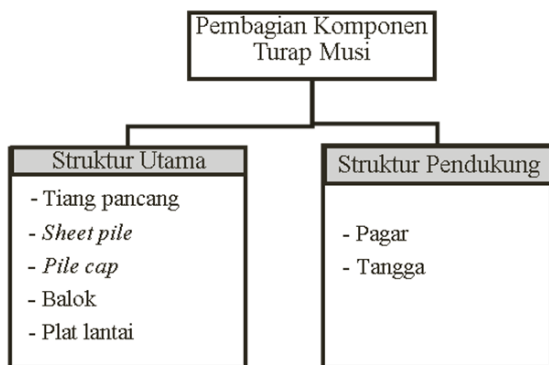 Pembagian Komponen
Turap Musi
Struktur Utama
- Tiang pancang
- Sheet pile
- Pile cap
- Balok
- Plat lantai
Struktur Pendukung
- Pagar
- Tangga